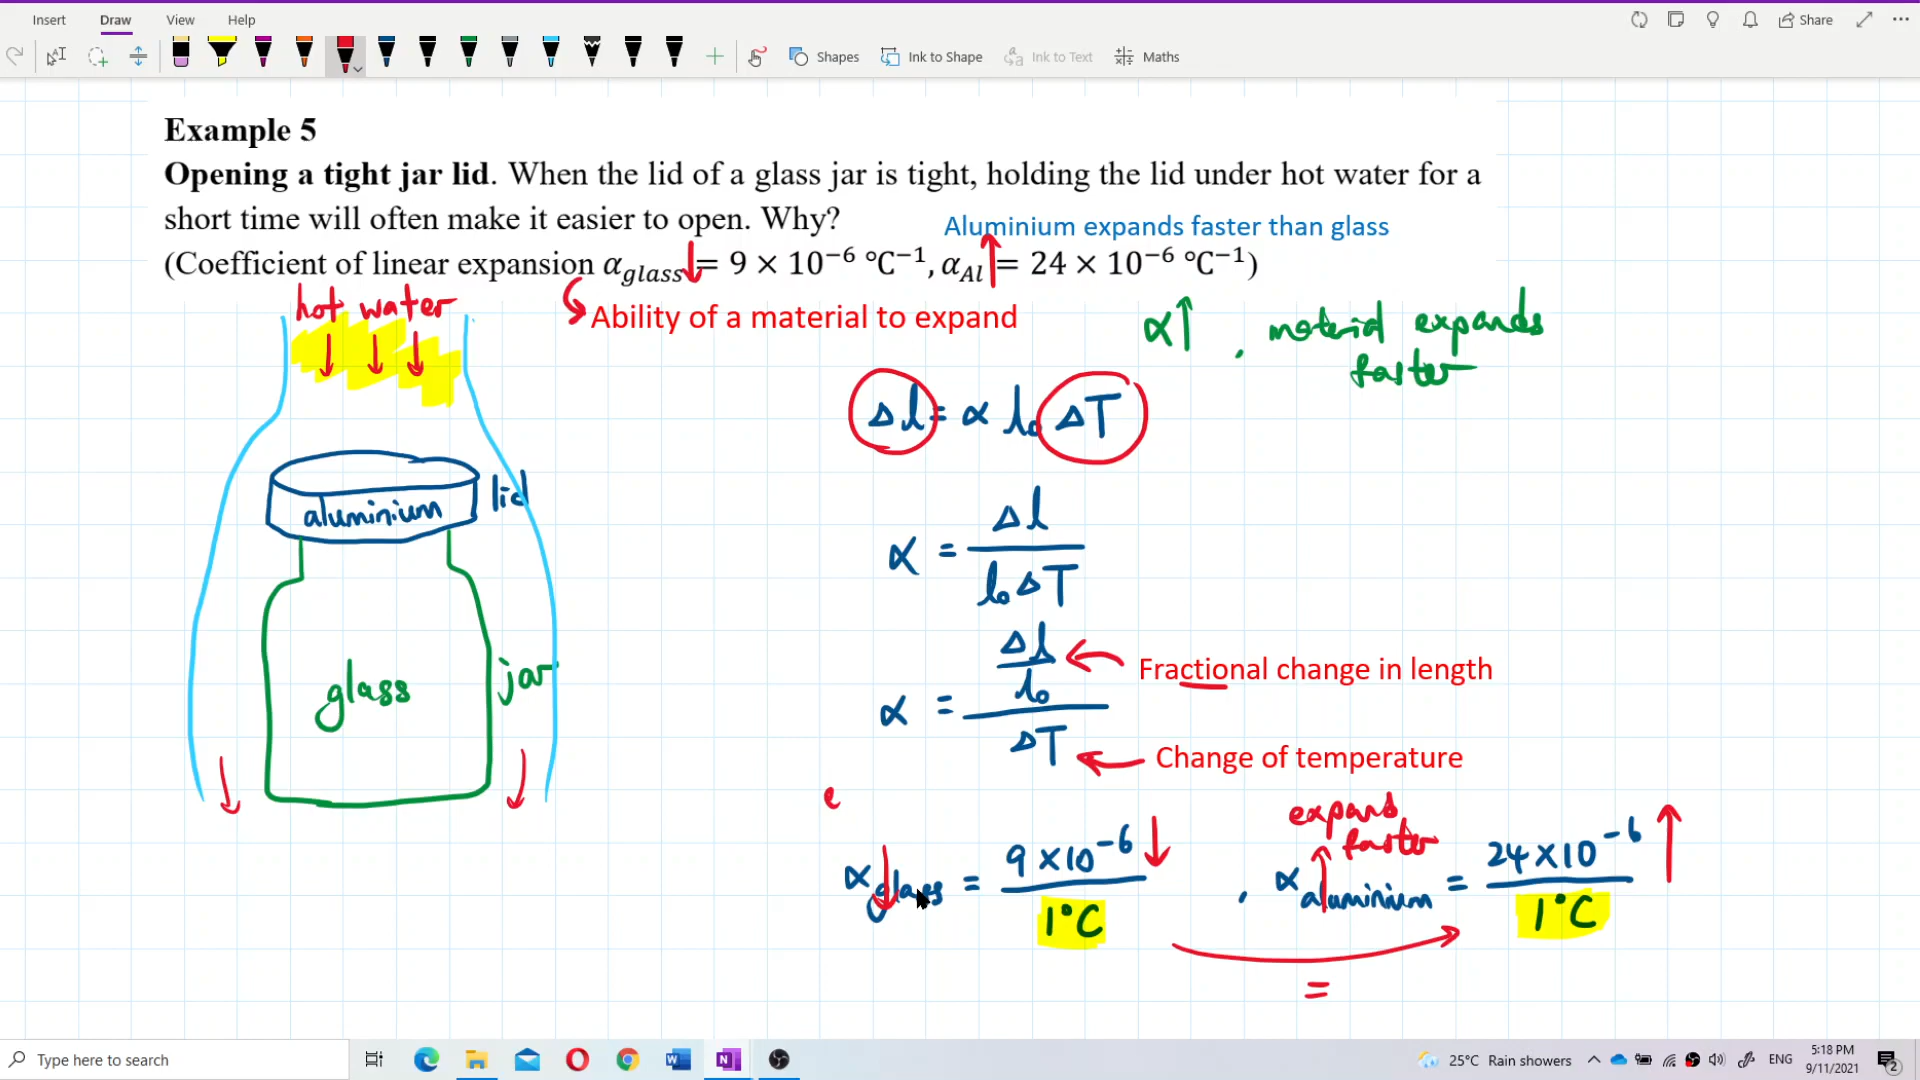 Insert Draw View Help
Share
Shapes Ink to Shape Ink to Text Maths
Example 5
Opening a tight jar lid. When the lid of a glass jar is tight, holding the lid under hot water for a
short time will often make it easier to open. Why?
Aluminium expands faster than glass
(Coefficient of linear expansion α_glass = 9 × 10⁻⁶ °C⁻¹, α_Al = 24 × 10⁻⁶ °C⁻¹)
hot water
Ability of a material to expand
α↑, material expands
faster
Δl = α l₀ ΔT
aluminium lid
α = Δl / l₀ΔT
glass jar
α = (Δl / l₀) / ΔT
Fractional change in length
Change of temperature
e
expans
faster
α_glass = 9×10⁻⁶ / 1°C , α_aluminium = 24×10⁻⁶ / 1°C
=
Type here to search
25°C Rain showers
ENG
5:18 PM
9/11/2021
2